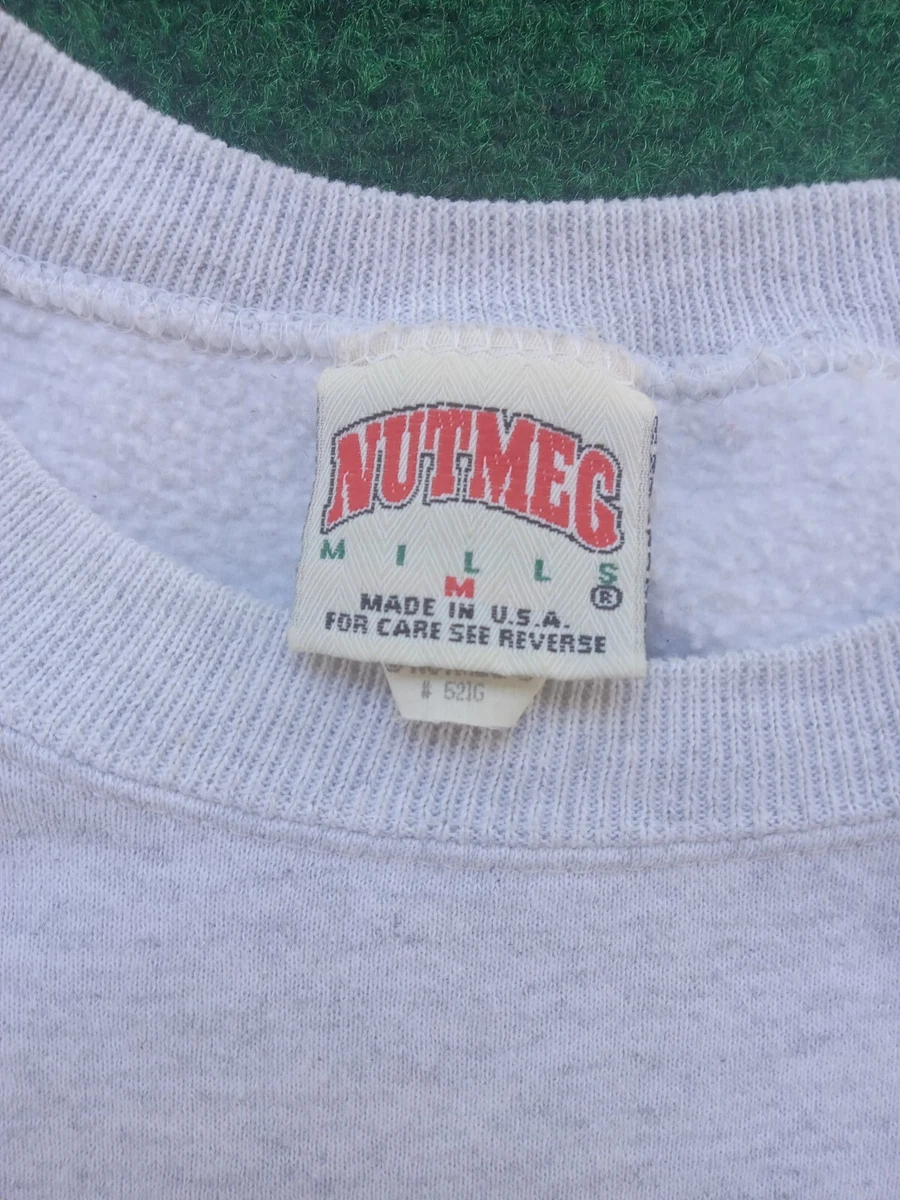 NUTMEG
MILLS
®
M
MADE IN U.S.A.
FOR CARE SEE REVERSE
# 521G